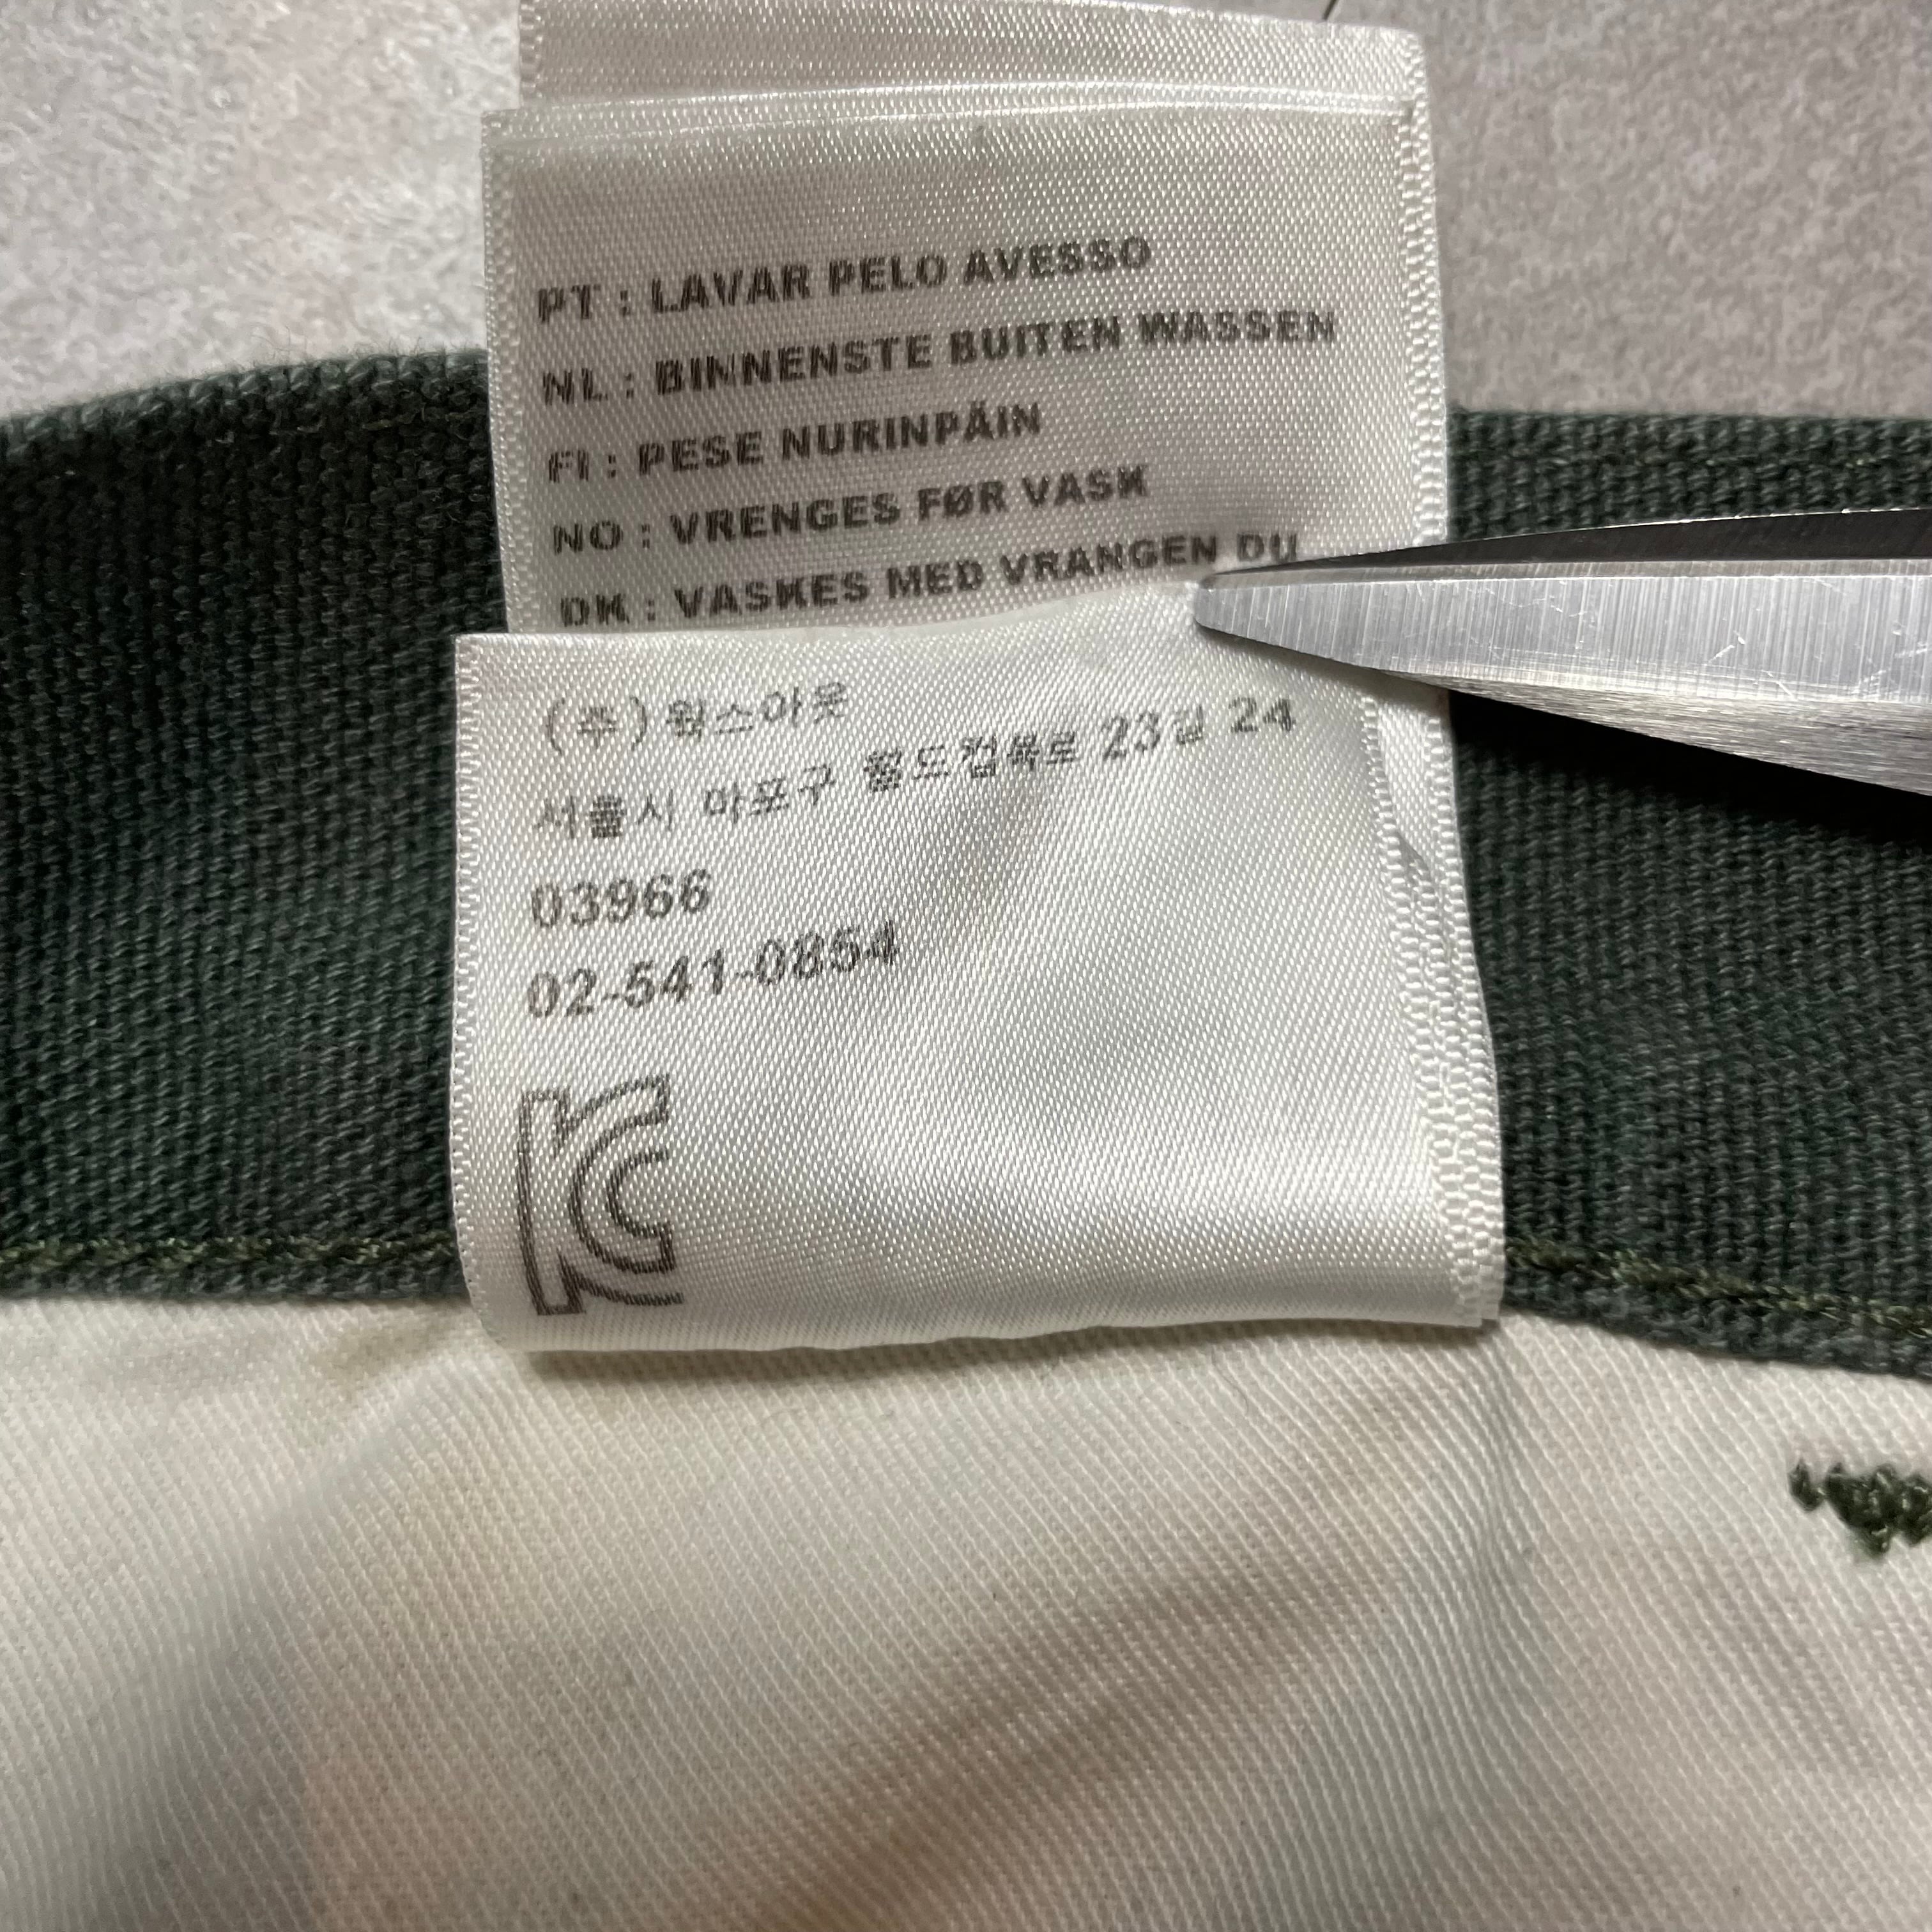 PT : LAVAR PELO AVESSO
NL : BINNENSTE BUITEN WASSEN
FI : PESE NURINPÄIN
NO : VRENGES FØR VASK
DK : VASKES MED VRANGEN DU
(주) 웍스아웃
서울시 마포구 월드컵북로 23길 24
03966
02-541-0854
KC